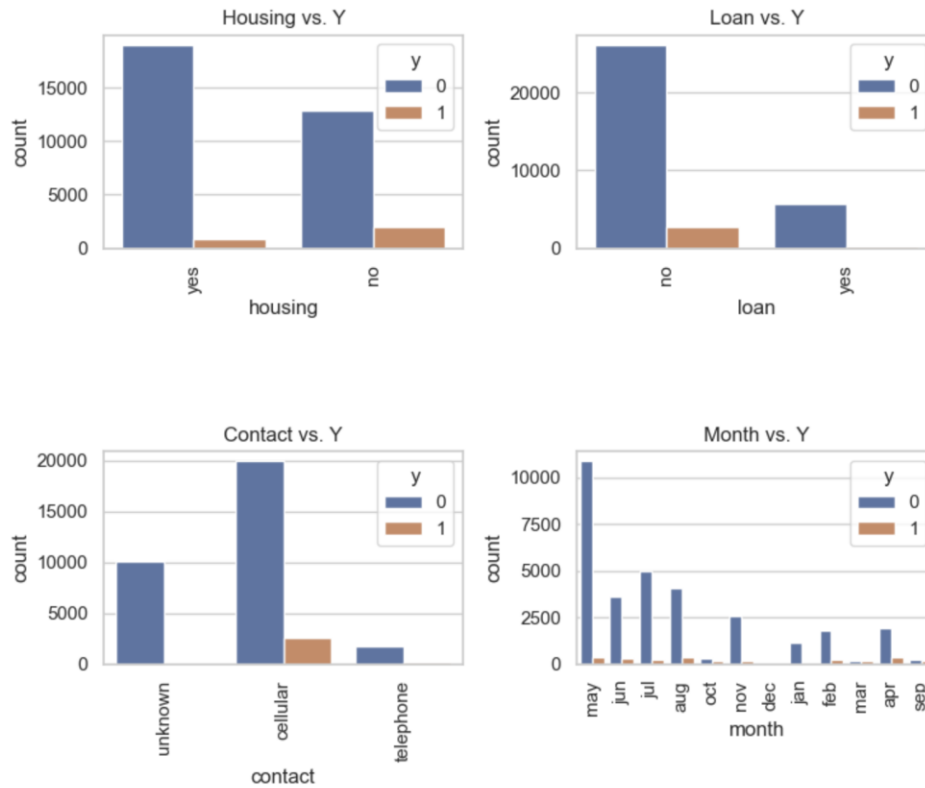 Housing vs. Y
y
0
1
15000
10000
5000
0
count
yes
no
housing
Loan vs. Y
y
0
1
20000
10000
0
count
no
yes
loan
Contact vs. Y
y
0
1
20000
15000
10000
5000
0
count
unknown
cellular
telephone
contact
Month vs. Y
y
0
1
10000
7500
5000
2500
0
count
may
jun
jul
aug
oct
nov
dec
jan
feb
mar
apr
sep
month